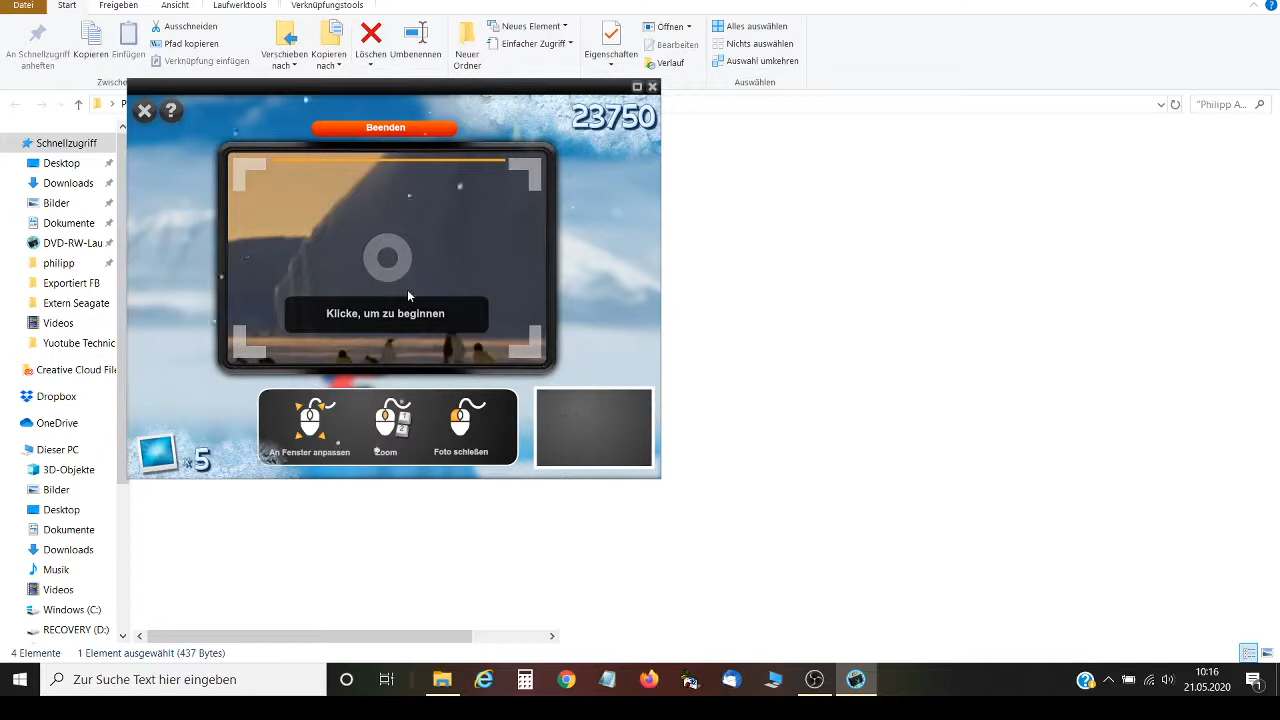 Datei Start Freigeben Ansicht Laufwerktools Verknüpfungstools
An Schnellzugriff anheften
Kopieren
Einfügen
Ausschneiden
Pfad kopieren
Verknüpfung einfügen
Verschieben nach
Kopieren nach
Löschen
Umbenennen
Neuer Ordner
Neues Element
Einfacher Zugriff
Eigenschaften
Öffnen
Bearbeiten
Verlauf
Alles auswählen
Nichts auswählen
Auswahl umkehren
Zwische
Auswählen
P
"Philipp A...
Schnellzugriff
Desktop
Downloads
Bilder
Dokumente
DVD-RW-Lau
philipp
Exportiert FB
Extern Seagate
Videos
Yuotube Technic
Creative Cloud File
Dropbox
OneDrive
Dieser PC
3D-Objekte
Bilder
Desktop
Dokumente
Downloads
Musik
Videos
Windows (C:)
RECOVERY (D:)
23750
Beenden
Klicke, um zu beginnen
1
2
An Fenster anpassen Zoom Foto schießen
x5
4 Elemente 1 Element ausgewählt (437 Bytes)
Zur Suche Text hier eingeben
10:16
21.05.2020
1